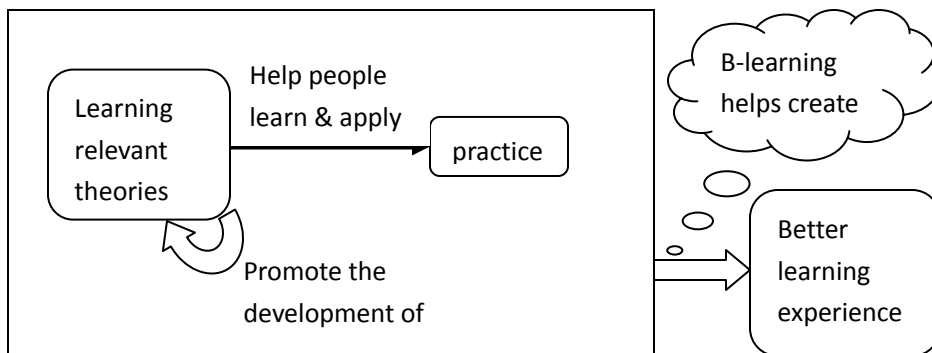 Help people
learn & apply
Learning
relevant
theories
practice
Promote the
development of
B-learning
helps create
Better
learning
experience